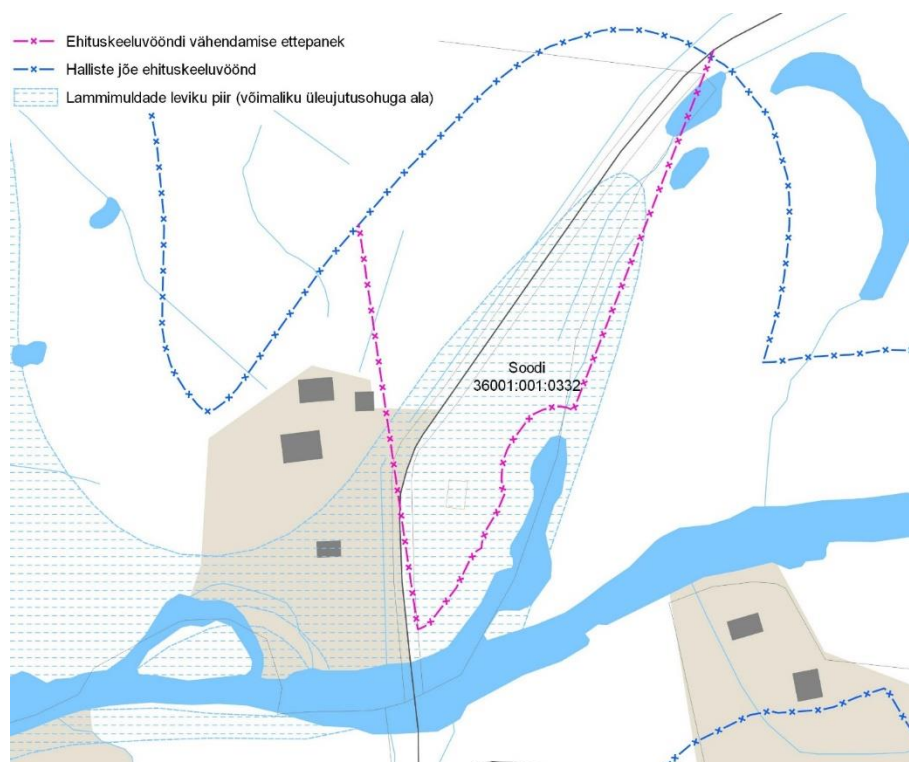 Ehituskeeluvööndi vähendamise ettepanek
Halliste jõe ehituskeeluvöönd
Lammimuldade leviku piir (võimaliku üleujutusohuga ala)
Soodi
36001:001:0332